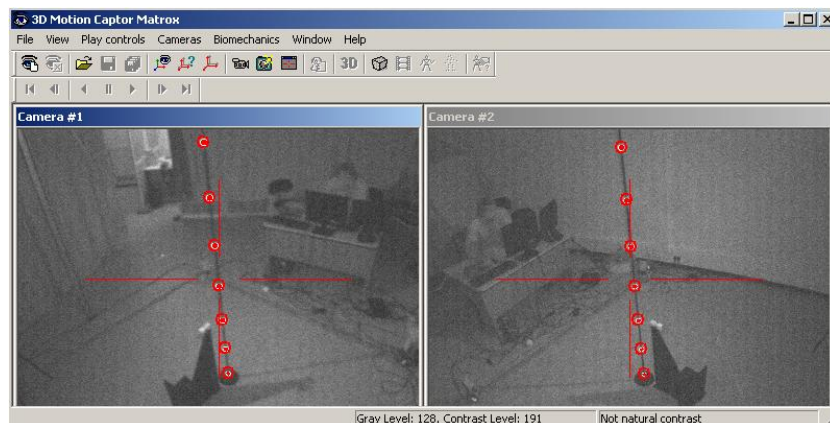 3D Motion Captor Matrox
File View Play controls Cameras Biomechanics Window Help
3D
Camera #1
Camera #2
Gray Level: 128, Contrast Level: 191
Not natural contrast